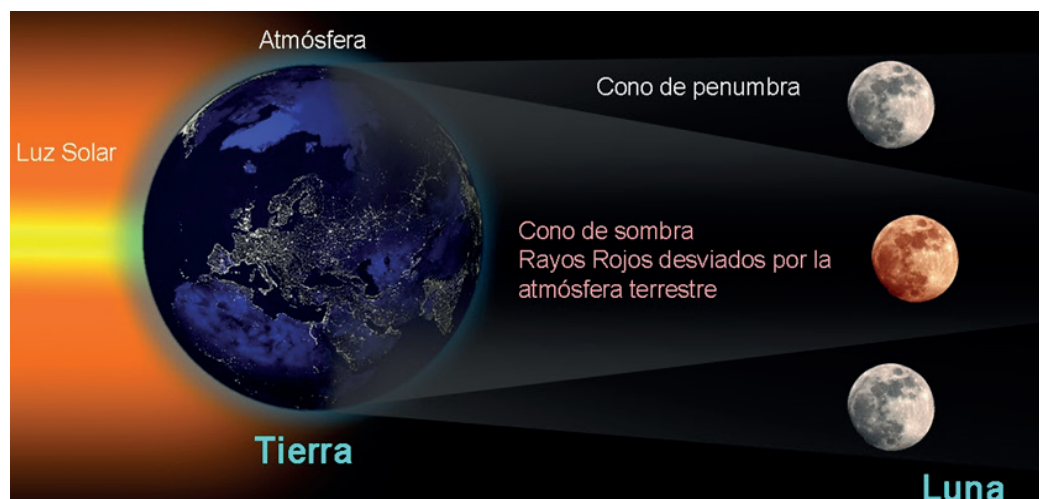 Atmósfera
Cono de penumbra
Luz Solar
Cono de sombra
Rayos Rojos desviados por la
atmósfera terrestre
Tierra
Luna